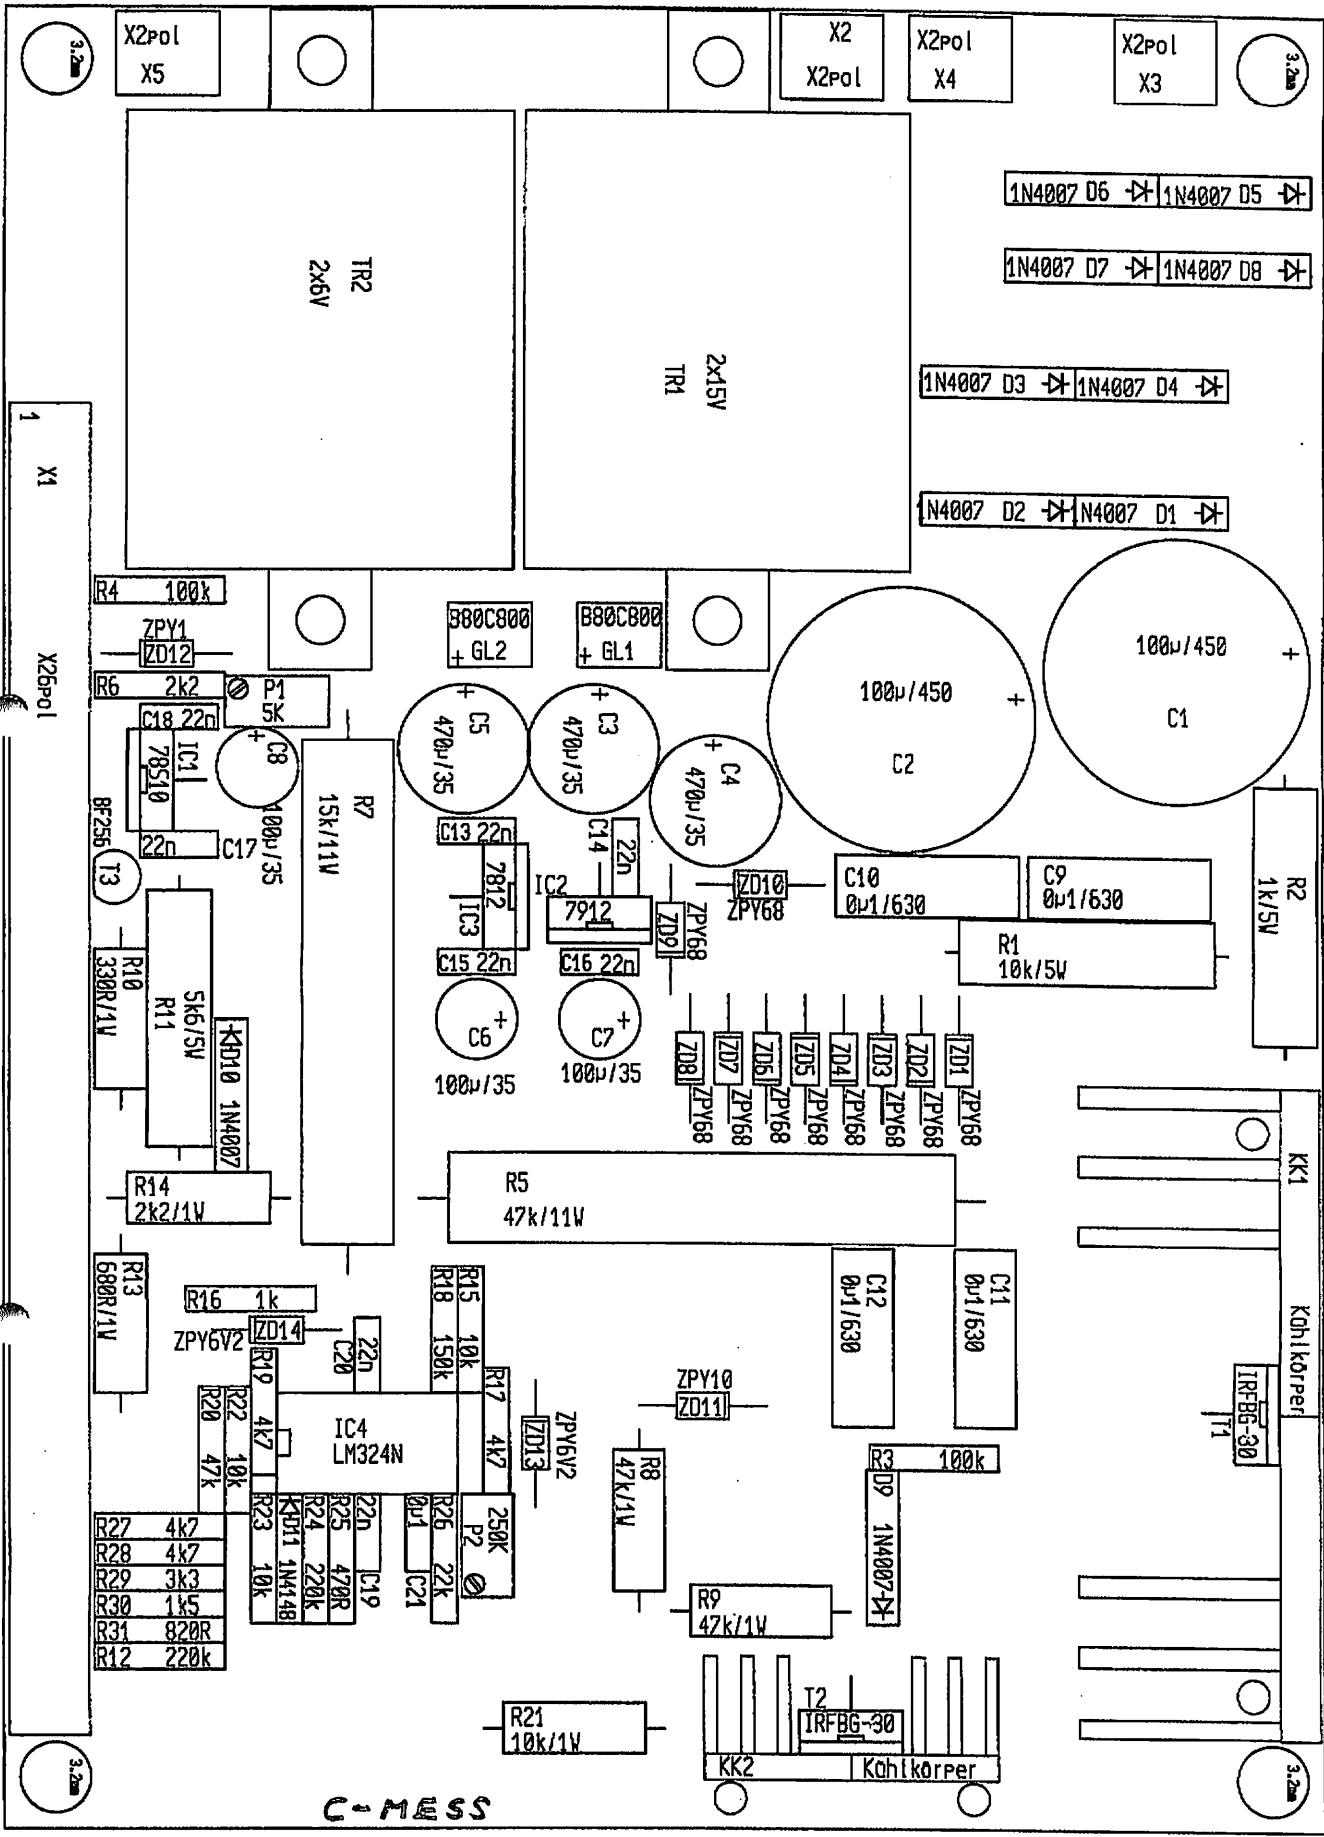 3.2mm
X2pol
X5
X2
X2pol
X2pol
X4
X2pol
X3
3.2mm
1N4007 D6
1N4007 D5
1N4007 D7
1N4007 D8
TR2
2x6V
2x15V
TR1
1N4007 D3
1N4007 D4
1N4007 D2
1N4007 D1
1
X1
X26pol
R4 100k
ZPY1
ZD12
R6 2k2
P1
5K
C18 22n
IC1
78S10
C8
100µ/35
22n
C17
BF256
T3
B80C800
+ GL2
B80C800
+ GL1
+
C5
470µ/35
+
C3
470µ/35
+
C4
470µ/35
100µ/450
+
C2
100µ/450
+
C1
R7
15k/11W
C13 22n
7812
IC3
C15 22n
C14
22n
IC2
7912
C16 22n
ZPY68
ZD9
ZD10
ZPY68
C10
0µ1/630
C9
0µ1/630
R1
10k/5W
R2
1k/5W
R10
330R/1W
5k6/5W
R11
D10 1N4007
C6
+
100µ/35
C7
+
100µ/35
ZD8
ZPY68
ZD7
ZPY68
ZD6
ZPY68
ZD5
ZPY68
ZD4
ZPY68
ZD3
ZPY68
ZD2
ZPY68
ZD1
ZPY68
R14
2k2/1W
R5
47k/11W
KK1
Kühlkörper
R13
680R/1W
R16 1k
ZPY6V2
ZD14
22n
C20
R18 150k
R15 10k
R17 4k7
C12
0µ1/630
C11
0µ1/630
IRFBG-30
T1
R19 4k7
R20 47k
R22 10k
IC4
LM324N
ZPY6V2
ZD13
ZPY10
ZD11
R8
47k/1W
R3 100k
D9 1N4007
R27 4k7
R28 4k7
R29 3k3
R30 1k5
R31 820R
R12 220k
R23 10k
D11 1N4148
R24 220k
R25 470R
22n
C19
0µ1
C21
R26 22k
250K
P2
R9
47k/1W
R21
10k/1W
T2
IRFBG-30
KK2
Kühlkörper
3.2mm
3.2mm
C-MESS